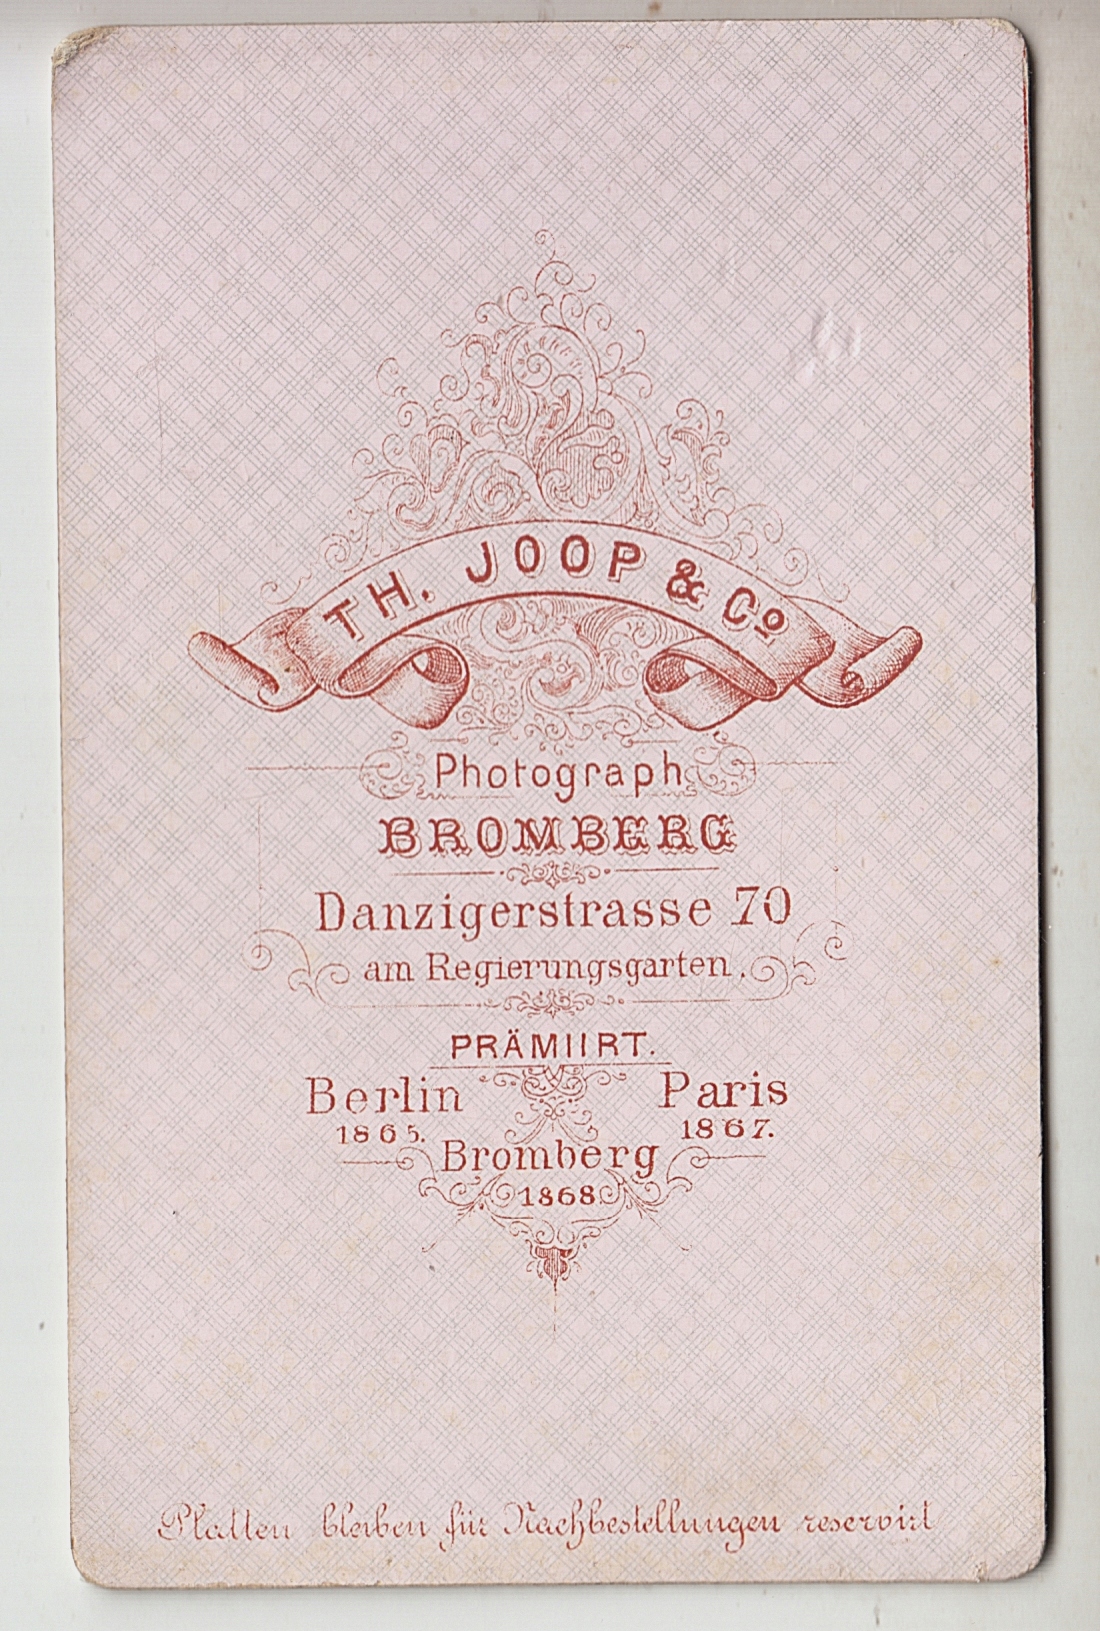 TH. JOOP & Co
Photograph
BROMBERG
Danzigerstrasse 70
am Regierungsgarten.
PRÄMIIRT.
Berlin Paris
1865. 1867.
Bromberg
1868
Platten bleiben für Nachbestellungen reservirt